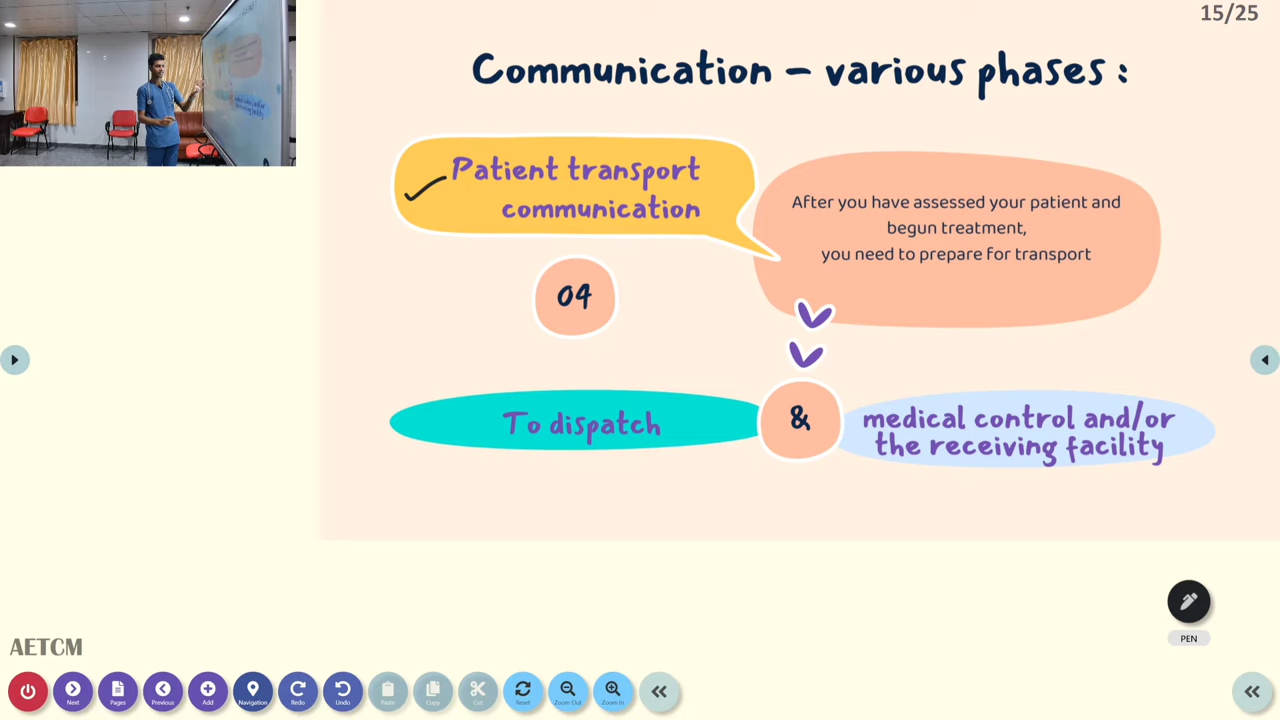 15/25
Communication – various phases :
Patient transport
communication
After you have assessed your patient and
begun treatment,
you need to prepare for transport
04
To dispatch
&
medical control and/or
the receiving facility
PEN
AETCM
Next
Pages
Previous
Add
Navigation
Redo
Undo
Paste
Copy
Cut
Reset
Zoom Out
Zoom In